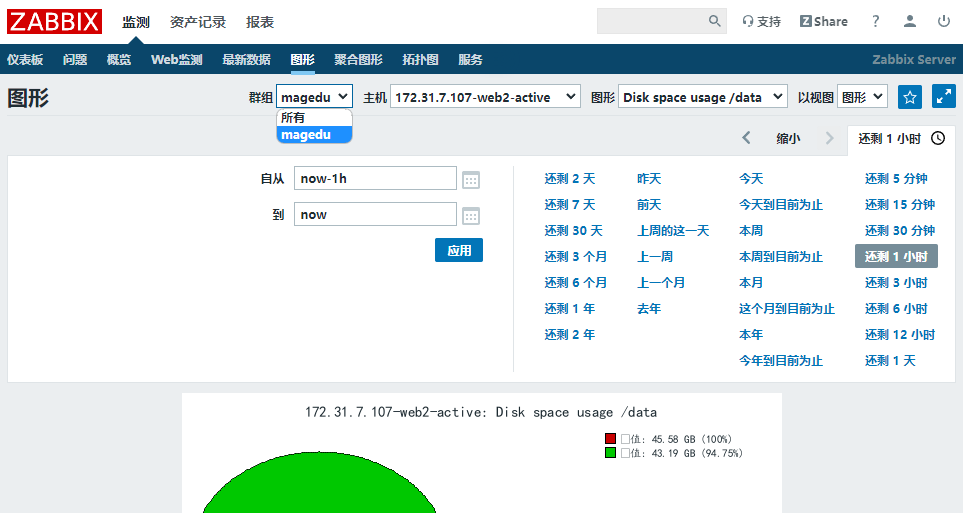 ZABBIX 监测 资产记录 报表 支持 Z Share ?
仪表板 问题 概览 Web监测 最新数据 图形 聚合图形 拓扑图 服务 Zabbix Server
图形 群组 magedu 主机 172.31.7.107-web2-active 图形 Disk space usage /data 以视图 图形
所有
magedu
缩小 还剩 1 小时
自从 now-1h
到 now
应用
还剩 2 天 昨天 今天 还剩 5 分钟
还剩 7 天 前天 今天到目前为止 还剩 15 分钟
还剩 30 天 上周的这一天 本周 还剩 30 分钟
还剩 3 个月 上一周 本周到目前为止 还剩 1 小时
还剩 6 个月 上一个月 本月 还剩 3 小时
还剩 1 年 去年 这个月到目前为止 还剩 6 小时
还剩 2 年 本年 还剩 12 小时
今年到目前为止 还剩 1 天
172.31.7.107-web2-active: Disk space usage /data
□值: 45.58 GB (100%)
□值: 43.19 GB (94.75%)